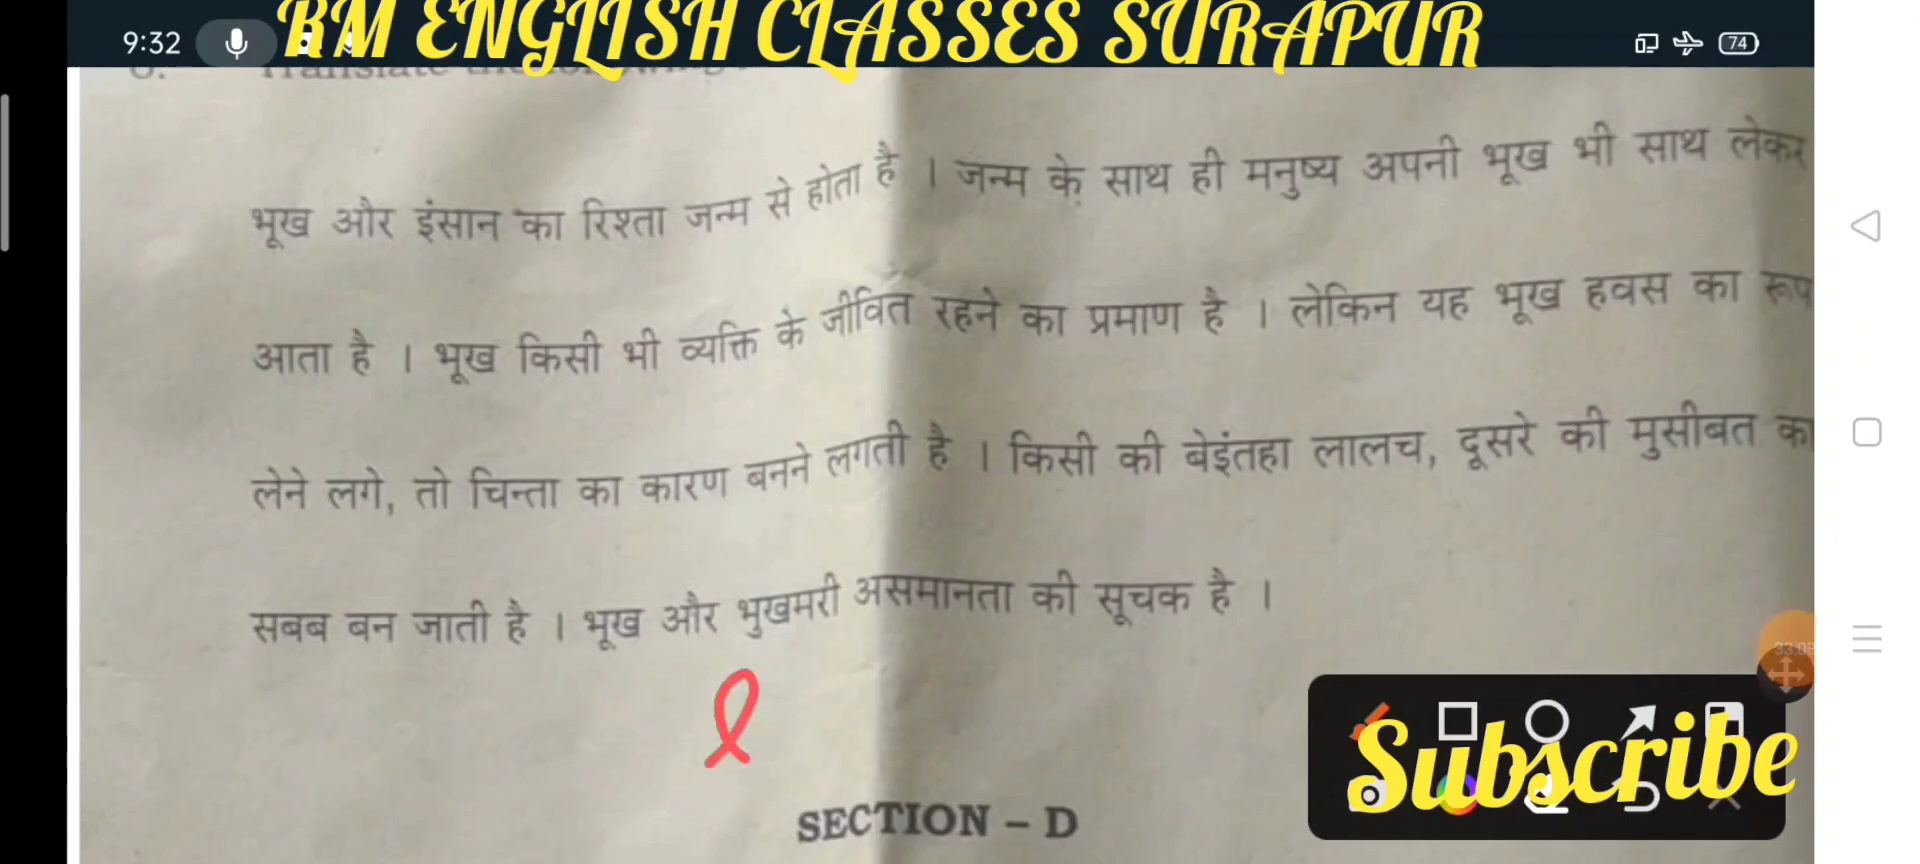 9:32
RM ENGLISH CLASSES SURAPUR
74
भूख और इंसान का रिश्ता जन्म से होता है । जन्म के साथ ही मनुष्य अपनी भूख भी साथ लेकर
आता है । भूख किसी भी व्यक्ति के जीवित रहने का प्रमाण है । लेकिन यह भूख हवस का रूप
लेने लगे, तो चिन्ता का कारण बनने लगती है । किसी की बेइंतहा लालच, दूसरे की मुसीबत का
सबब बन जाती है । भूख और भुखमरी असमानता की सूचक है ।
Subscribe
SECTION – D